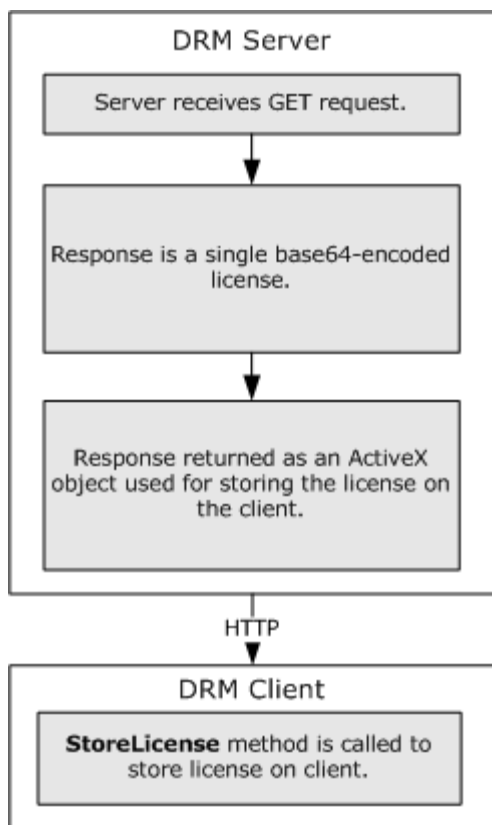 DRM Server
Server receives GET request.
Response is a single base64-encoded
license.
Response returned as an ActiveX
object used for storing the license on
the client.
HTTP
DRM Client
StoreLicense method is called to
store license on client.